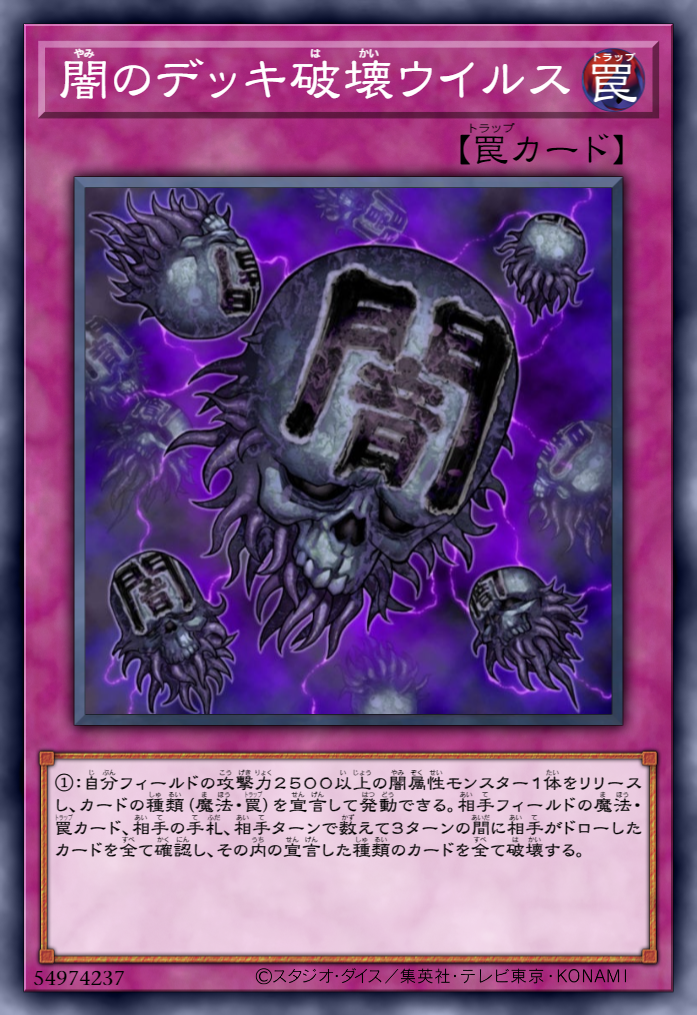 闇のデッキ破壊ウイルス 罠
【罠カード】
闇
①：自分フィールドの攻撃力２５００以上の闇属性モンスター１体をリリース
し、カードの種類（魔法・罠）を宣言して発動できる。相手フィールドの魔法・
罠カード、相手の手札、相手ターンで数えて３ターンの間に相手がドローした
カードを全て確認し、その内の宣言した種類のカードを全て破壊する。
54974237 ©スタジオ・ダイス／集英社・テレビ東京・KONAMI